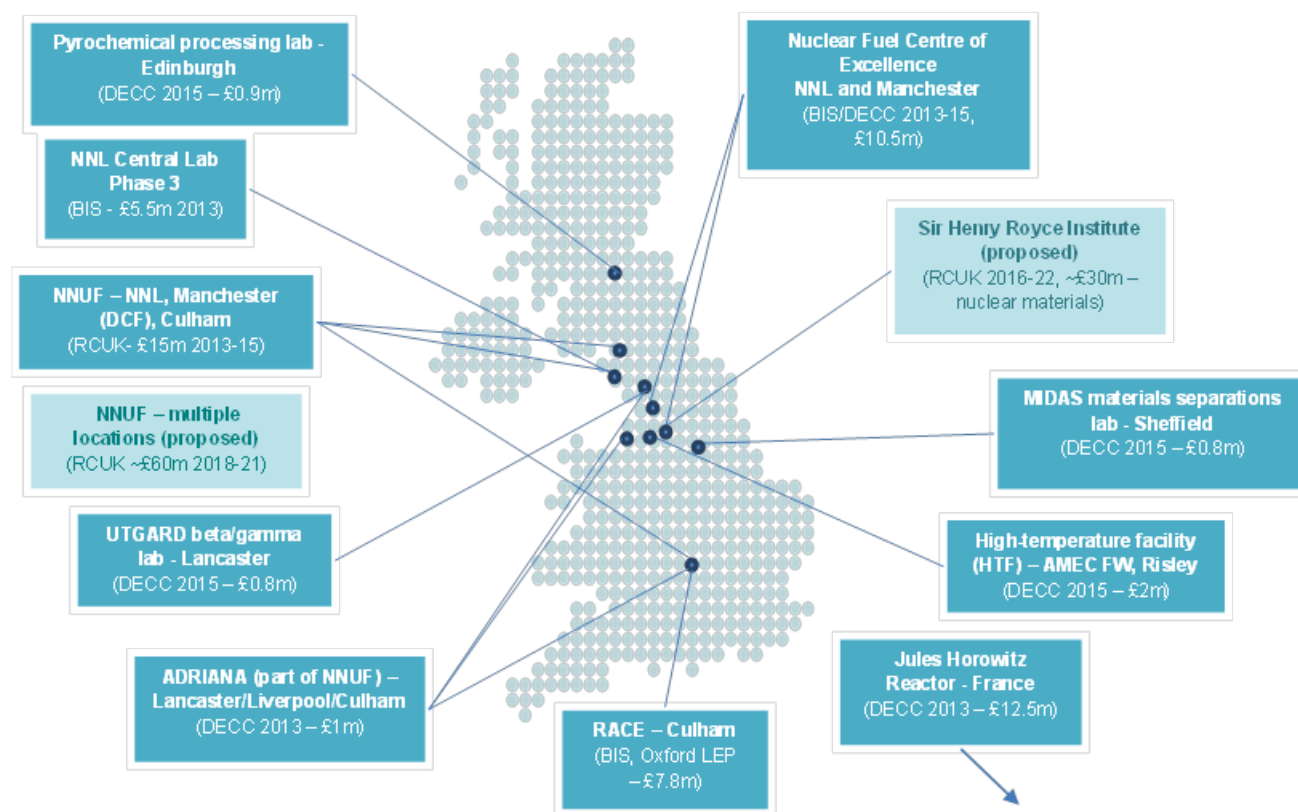 Pyrochemical processing lab -
Edinburgh
(DECC 2015 – £0.9m)
NNL Central Lab
Phase 3
(BIS - £5.5m 2013)
NNUF – NNL, Manchester
(DCF), Culham
(RCUK- £15m 2013-15)
NNUF – multiple
locations (proposed)
(RCUK ~£60m 2018-21)
UTGARD beta/gamma
lab - Lancaster
(DECC 2015 – £0.8m)
ADRIANA (part of NNUF) –
Lancaster/Liverpool/Culham
(DECC 2013 – £1m)
Nuclear Fuel Centre of
Excellence
NNL and Manchester
(BIS/DECC 2013-15,
£10.5m)
Sir Henry Royce Institute
(proposed)
(RCUK 2016-22, ~£30m –
nuclear materials)
MIDAS materials separations
lab - Sheffield
(DECC 2015 – £0.8m)
High-temperature facility
(HTF) – AMEC FW, Risley
(DECC 2015 – £2m)
Jules Horowitz
Reactor - France
(DECC 2013 – £12.5m)
RACE – Culham
(BIS, Oxford LEP
– £7.8m)